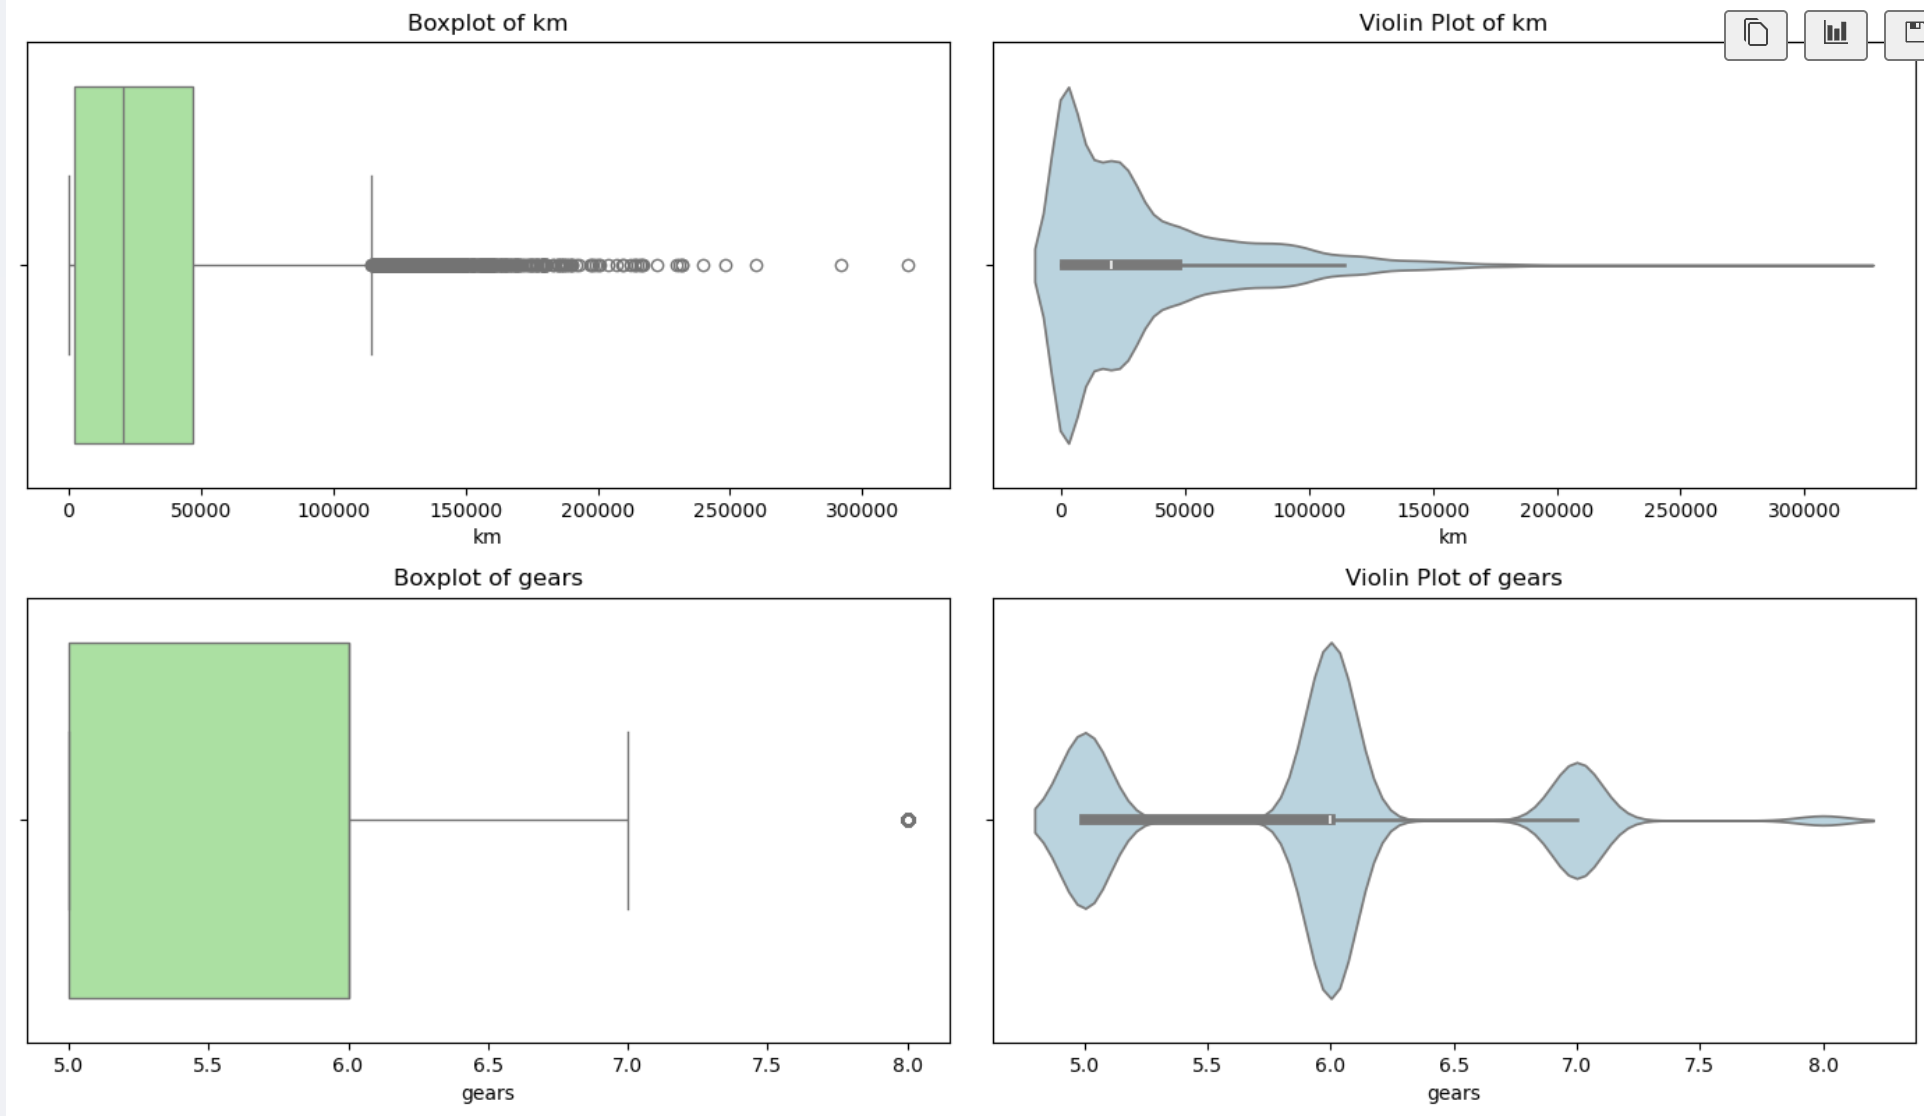 Boxplot of km
Violin Plot of km
0 50000 100000 150000 200000 250000 300000
km
0 50000 100000 150000 200000 250000 300000
km
Boxplot of gears
Violin Plot of gears
5.0 5.5 6.0 6.5 7.0 7.5 8.0
gears
5.0 5.5 6.0 6.5 7.0 7.5 8.0
gears